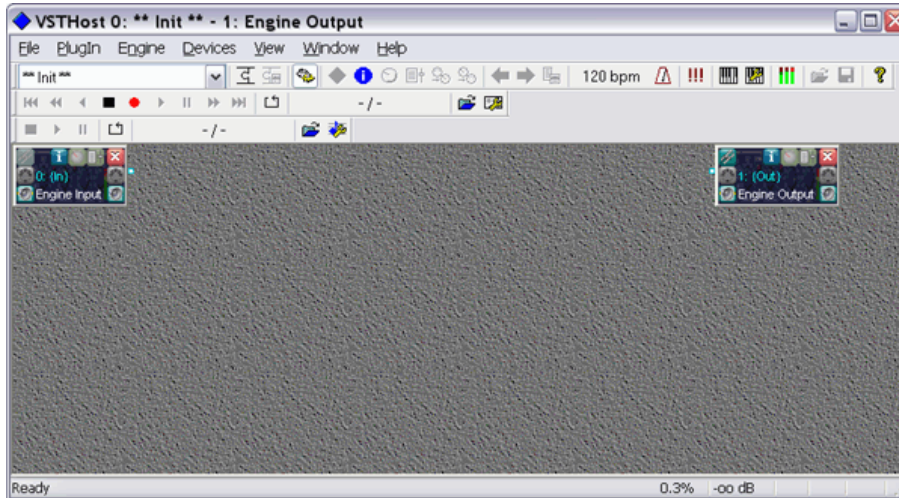 VSTHost 0: ** Init ** - 1: Engine Output
File PlugIn Engine Devices View Window Help
** Init **
120 bpm
- / -
- / -
0: (In)
Engine Input
1: (Out)
Engine Output
Ready
0.3%
-oo dB